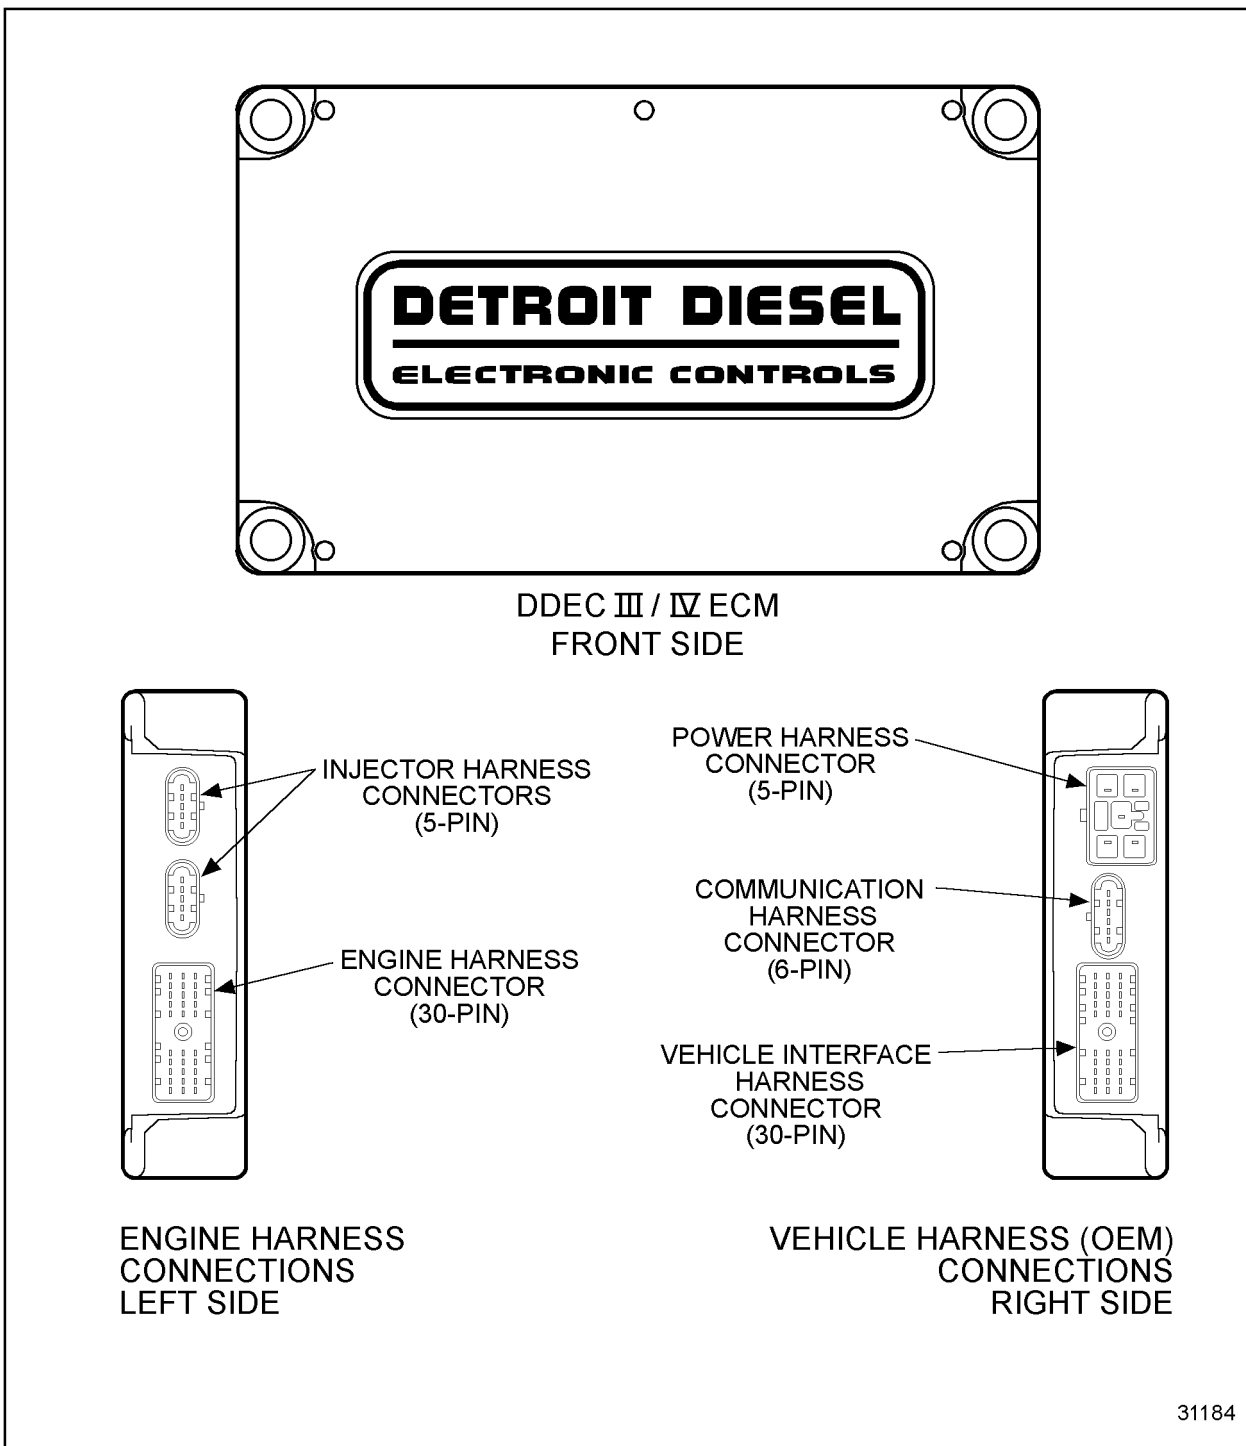 DETROIT DIESEL
ELECTRONIC CONTROLS
DDEC III / IV ECM
FRONT SIDE
INJECTOR HARNESS
CONNECTORS
(5-PIN)
ENGINE HARNESS
CONNECTOR
(30-PIN)
POWER HARNESS
CONNECTOR
(5-PIN)
COMMUNICATION
HARNESS
CONNECTOR
(6-PIN)
VEHICLE INTERFACE
HARNESS
CONNECTOR
(30-PIN)
ENGINE HARNESS
CONNECTIONS
LEFT SIDE
VEHICLE HARNESS (OEM)
CONNECTIONS
RIGHT SIDE
31184